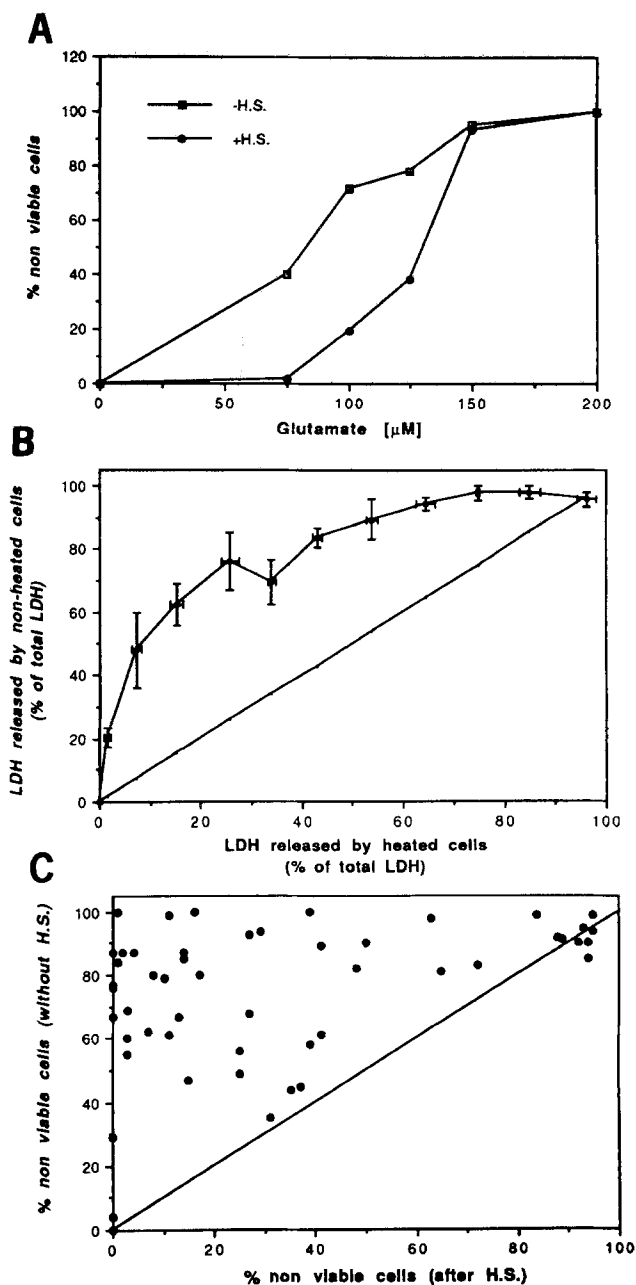 A
120
100
80
60
40
20
0
-H.S.
+H.S.
% non viable cells
0 50 100 150 200
Glutamate [µM]
B
100
80
60
40
20
0
LDH released by non-heated cells
(% of total LDH)
0 20 40 60 80 100
LDH released by heated cells
(% of total LDH)
C
100
80
60
40
20
0
% non viable cells (without H.S.)
0 20 40 60 80 100
% non viable cells (after H.S.)